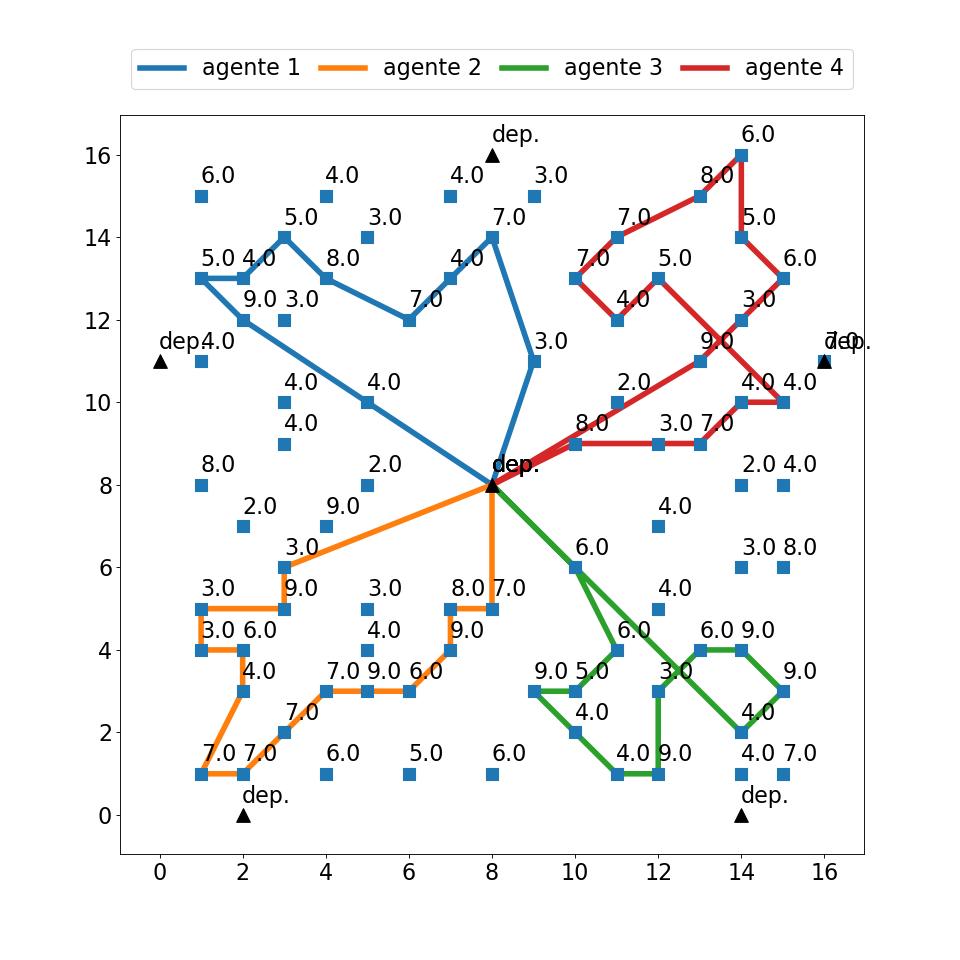 agente 1 agente 2 agente 3 agente 4
dep. 6.0
16
6.0 4.0 4.0 3.0 8.0
5.0 3.0 7.0 7.0 5.0
14
5.0 4.0 8.0 4.0 7.0 5.0 6.0
9.0 3.0 7.0 4.0 3.0
12
dep. 4.0 3.0 9.0 7.0 dep.
4.0 4.0 2.0 4.0 4.0
10
4.0 8.0 3.0 7.0
8.0 2.0 dep. 2.0 4.0
8
2.0 9.0 4.0
3.0 6.0 3.0 8.0
6
3.0 9.0 3.0 8.0 7.0 4.0
3.0 6.0 4.0 9.0 6.0 6.0 9.0
4
4.0 7.0 9.0 6.0 9.0 5.0 3.0 9.0
7.0 4.0 4.0
2
7.0 7.0 6.0 5.0 6.0 4.0 9.0 4.0 7.0
dep. dep.
0
0 2 4 6 8 10 12 14 16